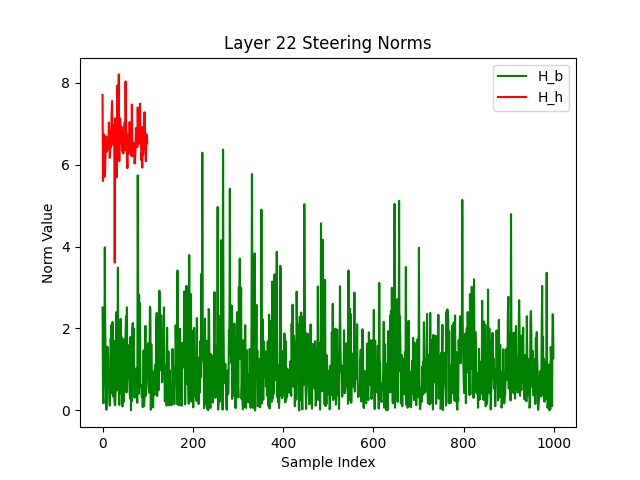 Layer 22 Steering Norms
H_b
H_h
8
6
4
2
0
Norm Value
0 200 400 600 800 1000
Sample Index